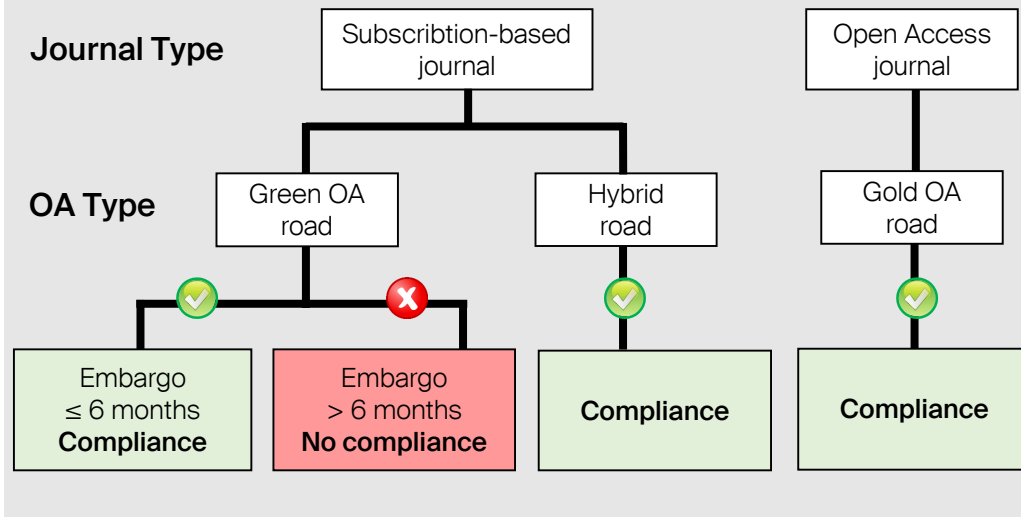 Journal Type
Subscribtion-based
journal
Open Access
journal
OA Type
Green OA
road
Hybrid
road
Gold OA
road
Embargo
≤ 6 months
Compliance
Embargo
> 6 months
No compliance
Compliance
Compliance